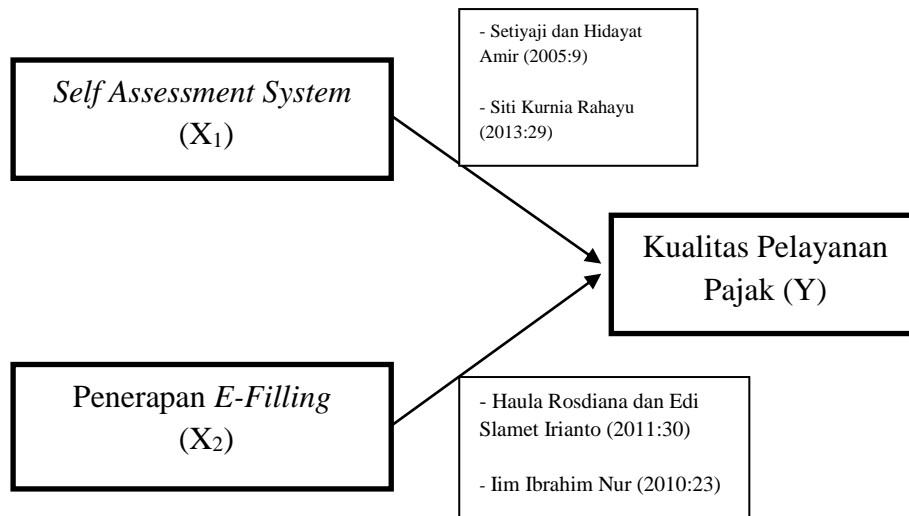 - Setiyaji dan Hidayat
Amir (2005:9)
- Siti Kurnia Rahayu
(2013:29)
Self Assessment System
(X₁)
Kualitas Pelayanan
Pajak (Y)
Penerapan E-Filling
(X₂)
- Haula Rosdiana dan Edi
Slamet Irianto (2011:30)
- Iim Ibrahim Nur (2010:23)